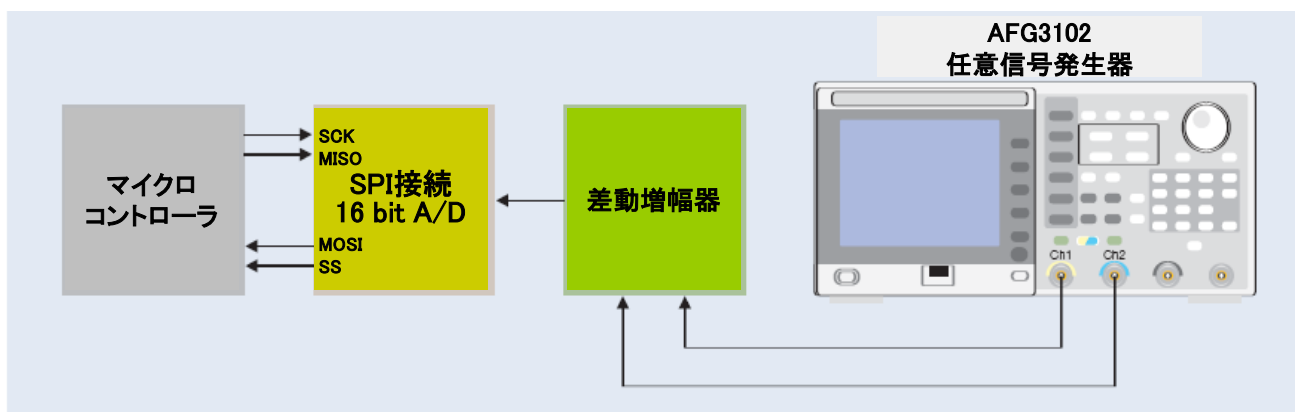 AFG3102
任意信号発生器
マイクロ
コントローラ
SCK
MISO
SPI接続
16 bit A/D
MOSI
SS
差動増幅器
Ch1
Ch2